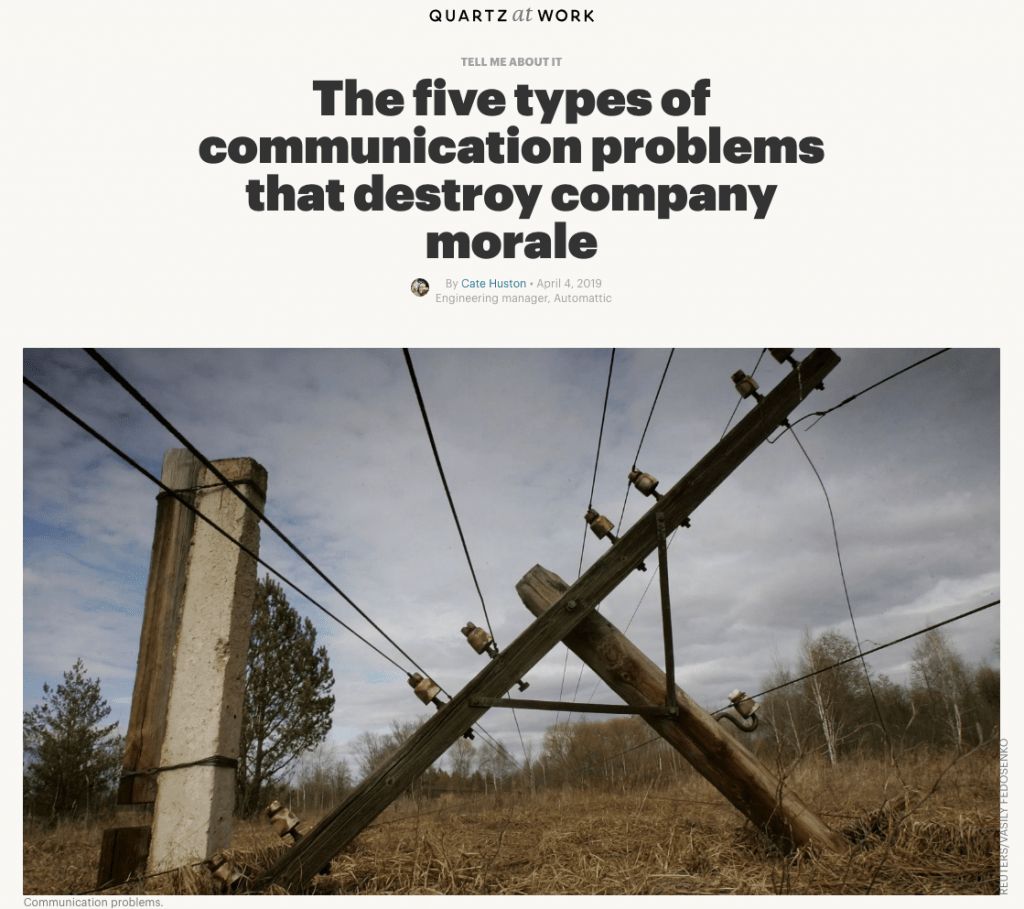 QUARTZ at WORK
TELL ME ABOUT IT
The five types of
communication problems
that destroy company
morale
By Cate Huston • April 4, 2019
Engineering manager, Automattic
REUTERS/VASILY FEDOSENKO
Communication problems.